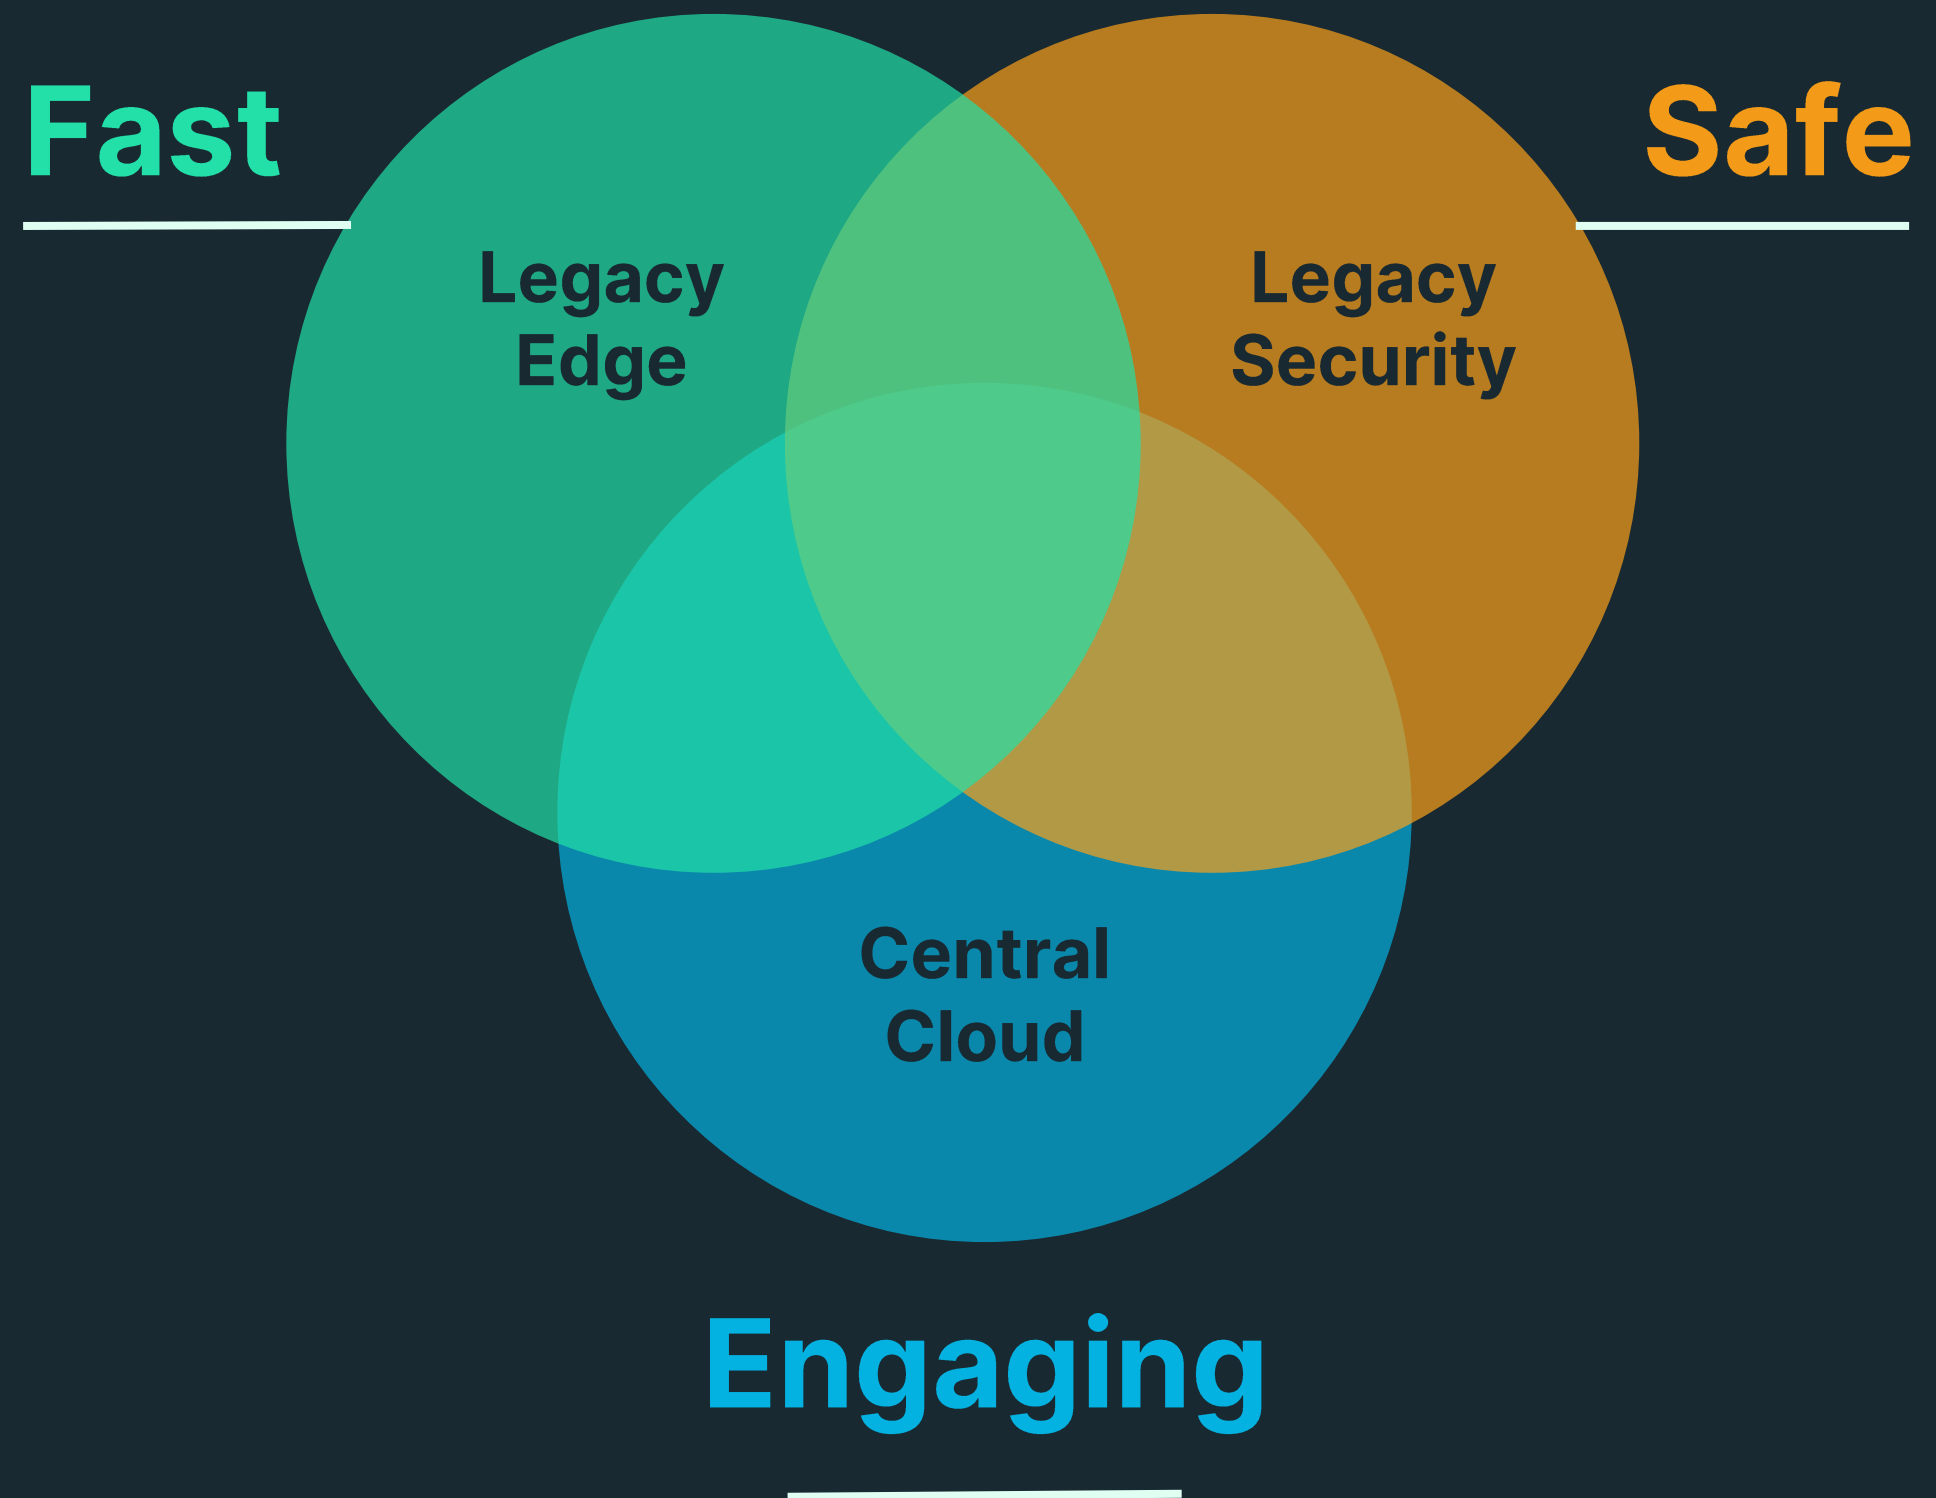 Fast
Safe
Legacy
Edge
Legacy
Security
Central
Cloud
Engaging